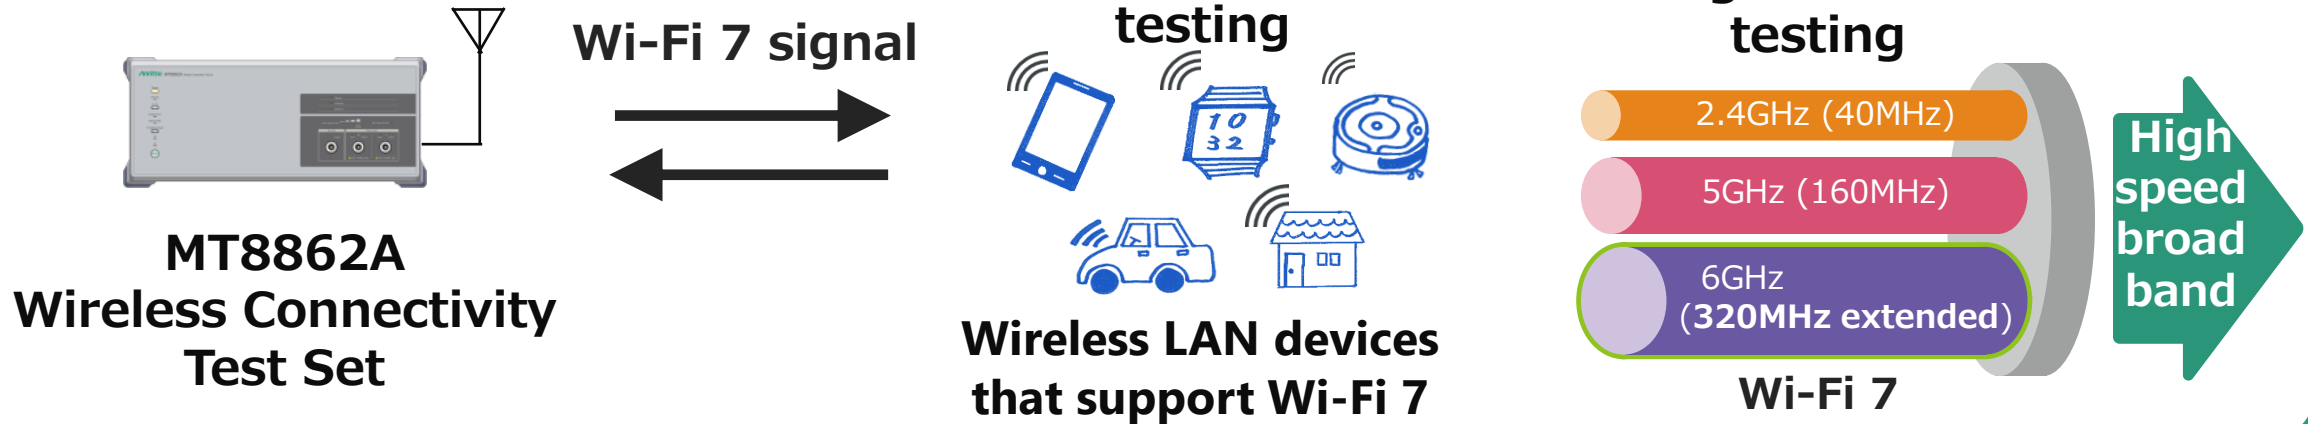 Anritsu
MT8862A
Wireless Connectivity
Test Set
Wi-Fi 7 signal
testing
10
32
Wireless LAN devices
that support Wi-Fi 7
testing
2.4GHz (40MHz)
5GHz (160MHz)
6GHz
(320MHz extended)
Wi-Fi 7
High
speed
broad
band